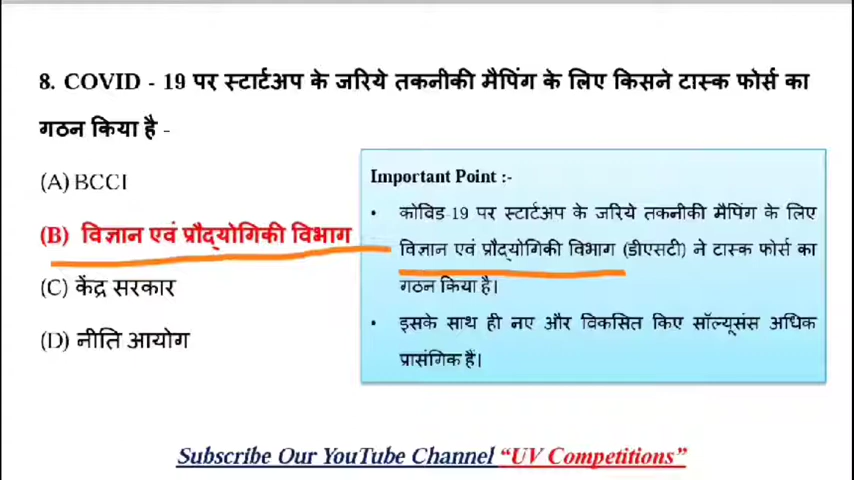 8. COVID - 19 पर स्टार्टअप के जरिये तकनीकी मैपिंग के लिए किसने टास्क फोर्स का
गठन किया है -
(A) BCCI
(B) विज्ञान एवं प्रौद्योगिकी विभाग
(C) केंद्र सरकार
(D) नीति आयोग
Important Point :-
• कोविड-19 पर स्टार्टअप के जरिये तकनीकी मैपिंग के लिए
विज्ञान एवं प्रौद्योगिकी विभाग (डीएसटी) ने टास्क फोर्स का
गठन किया है।
• इसके साथ ही नए और विकसित किए सॉल्यूसंस अधिक
प्रासंगिक हैं।
Subscribe Our YouTube Channel “UV Competitions”